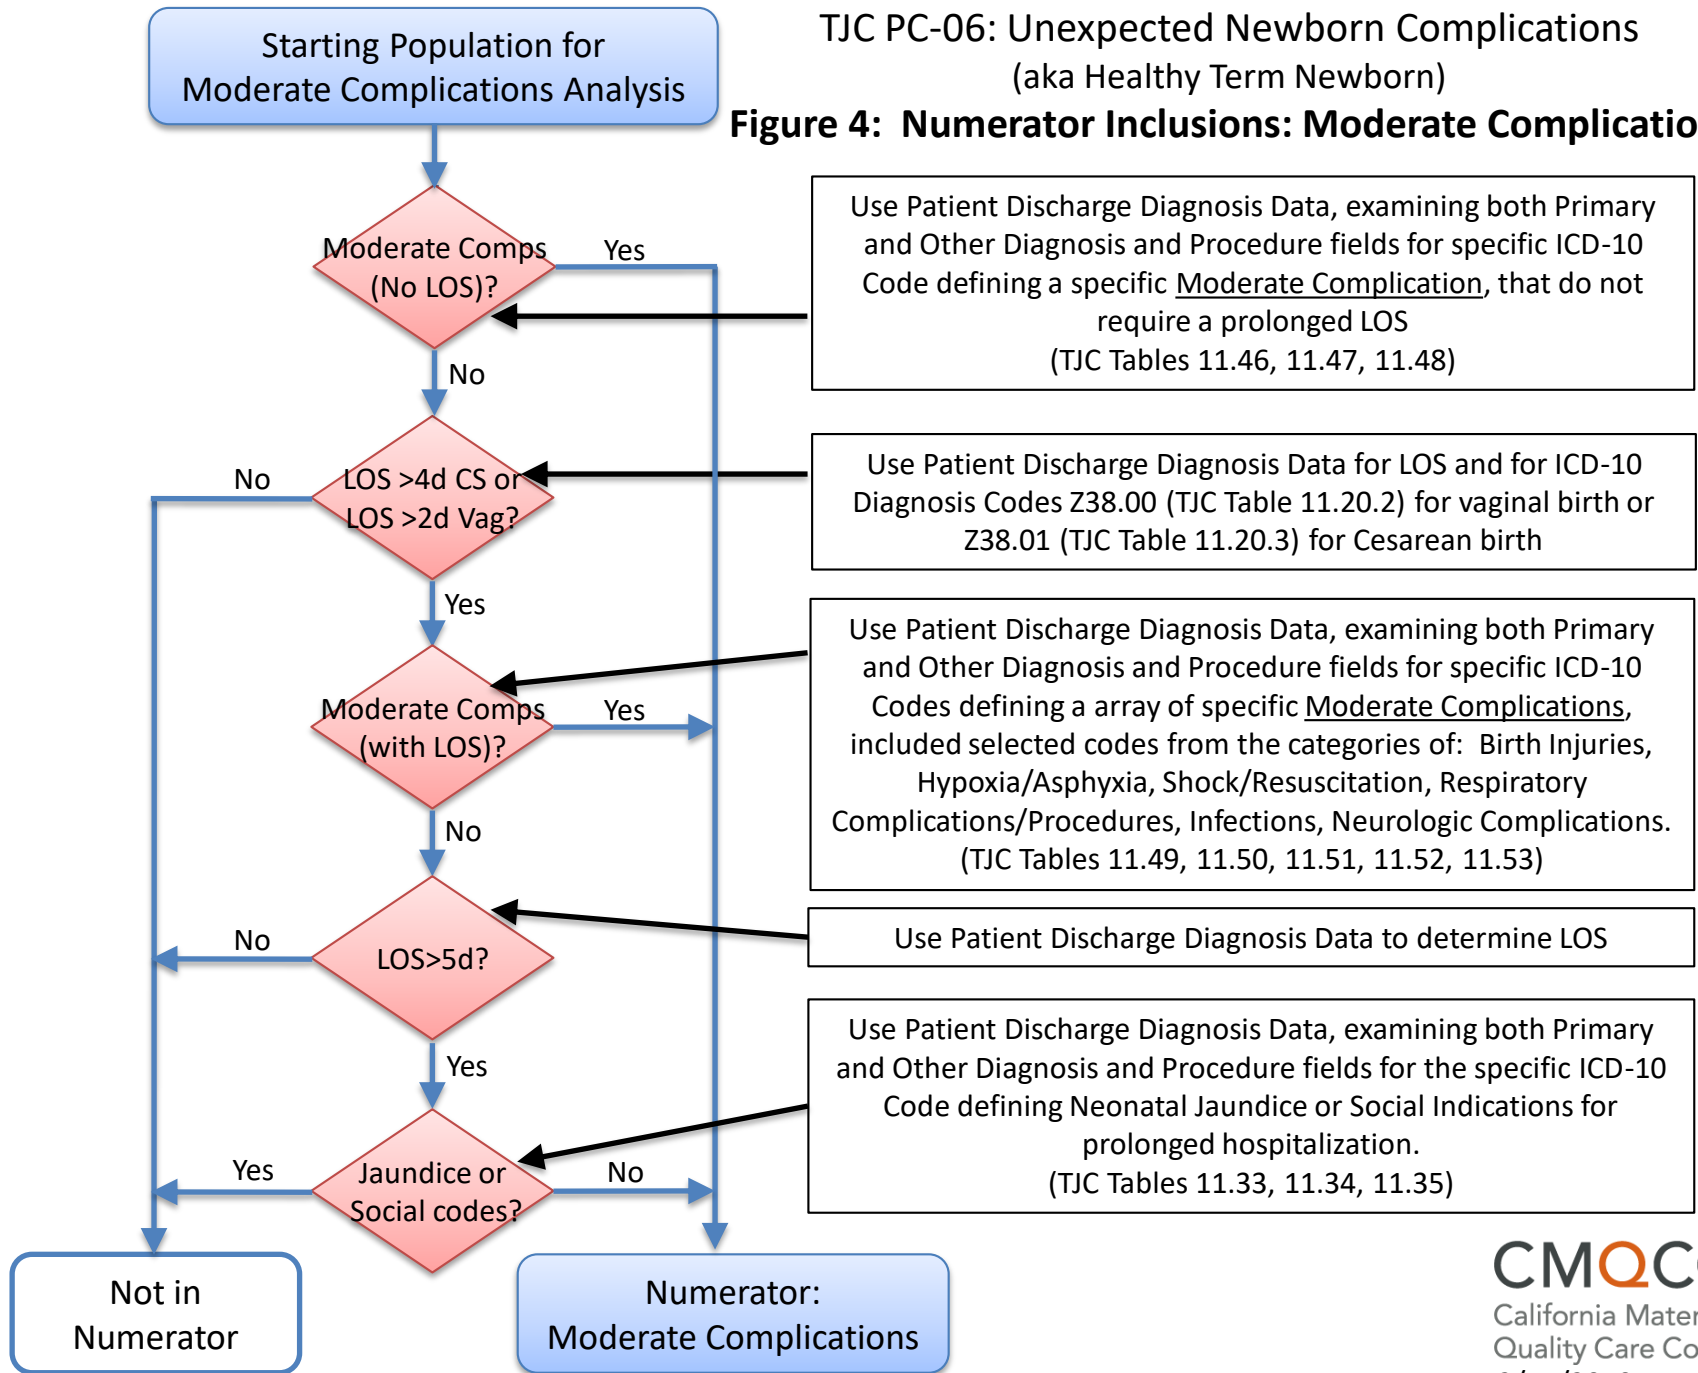 Starting Population for
Moderate Complications Analysis
TJC PC-06: Unexpected Newborn Complications
(aka Healthy Term Newborn)
Figure 4: Numerator Inclusions: Moderate Complicatio
Moderate Comps
(No LOS)?
Yes
No
Use Patient Discharge Diagnosis Data, examining both Primary
and Other Diagnosis and Procedure fields for specific ICD-10
Code defining a specific Moderate Complication, that do not
require a prolonged LOS
(TJC Tables 11.46, 11.47, 11.48)
No
LOS >4d CS or
LOS >2d Vag?
Yes
Use Patient Discharge Diagnosis Data for LOS and for ICD-10
Diagnosis Codes Z38.00 (TJC Table 11.20.2) for vaginal birth or
Z38.01 (TJC Table 11.20.3) for Cesarean birth
Moderate Comps
(with LOS)?
Yes
No
Use Patient Discharge Diagnosis Data, examining both Primary
and Other Diagnosis and Procedure fields for specific ICD-10
Codes defining a array of specific Moderate Complications,
included selected codes from the categories of: Birth Injuries,
Hypoxia/Asphyxia, Shock/Resuscitation, Respiratory
Complications/Procedures, Infections, Neurologic Complications.
(TJC Tables 11.49, 11.50, 11.51, 11.52, 11.53)
No
LOS>5d?
Yes
Use Patient Discharge Diagnosis Data to determine LOS
Yes
Jaundice or
Social codes?
No
Use Patient Discharge Diagnosis Data, examining both Primary
and Other Diagnosis and Procedure fields for the specific ICD-10
Code defining Neonatal Jaundice or Social Indications for
prolonged hospitalization.
(TJC Tables 11.33, 11.34, 11.35)
Not in
Numerator
Numerator:
Moderate Complications
CMQC
California Mater
Quality Care Co